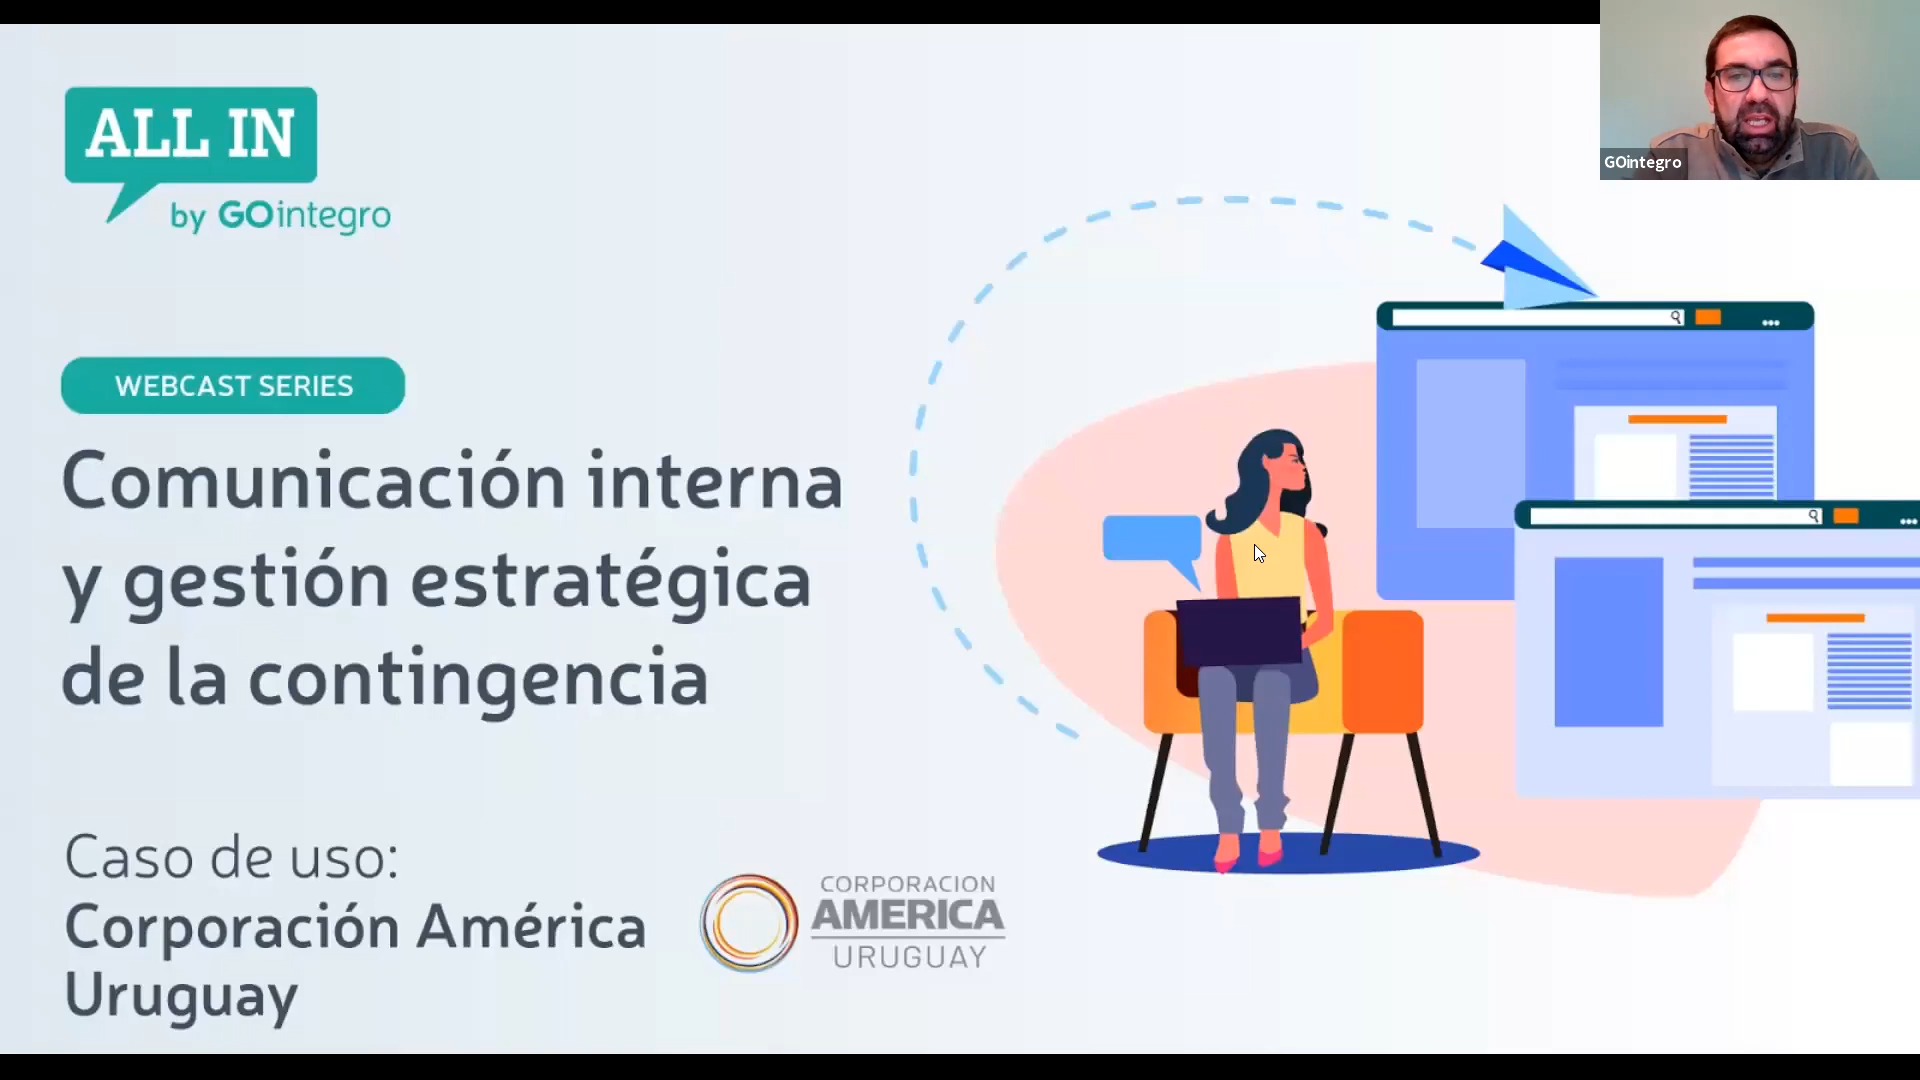 ALL IN
by GOintegro
GOintegro
WEBCAST SERIES
Comunicación interna
y gestión estratégica
de la contingencia
Caso de uso:
Corporación América
Uruguay
CORPORACION
AMERICA
URUGUAY